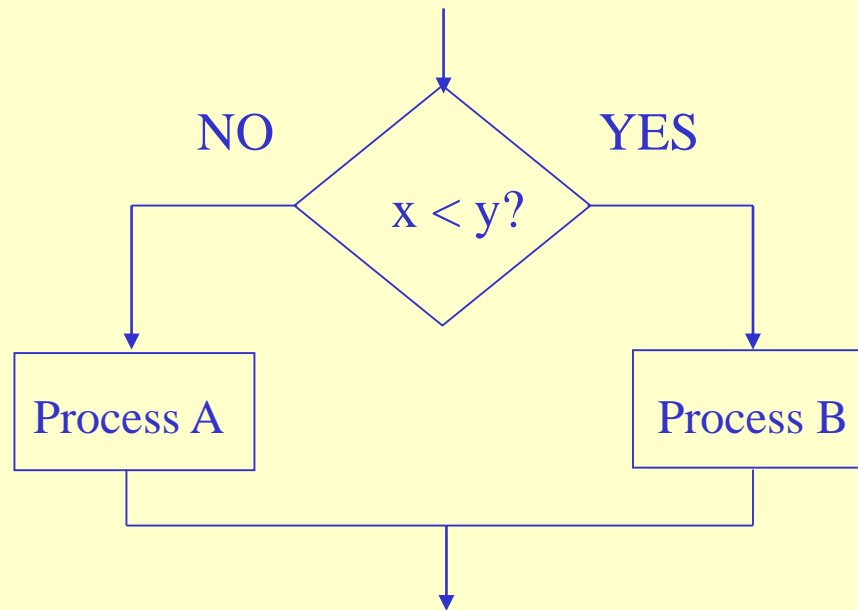 NO
YES
x < y?
Process A
Process B